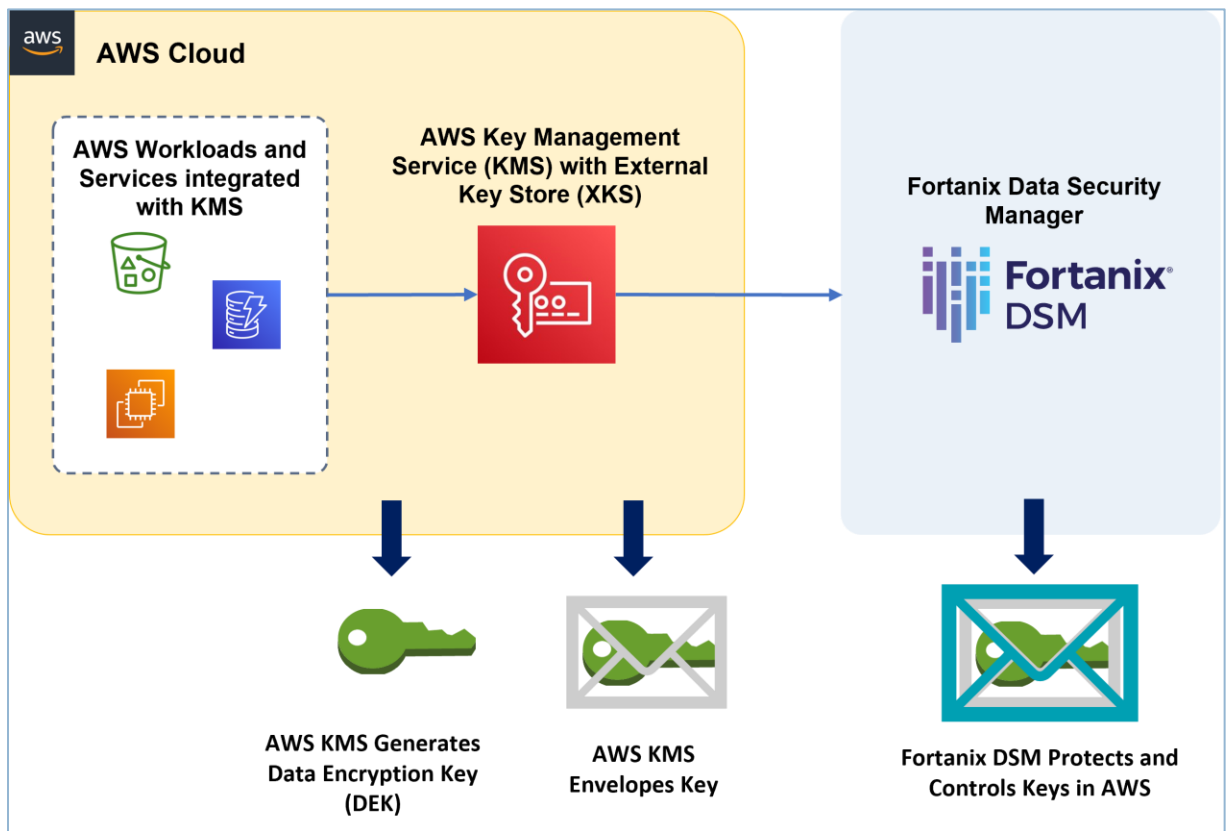 aws
AWS Cloud
AWS Workloads and
Services integrated
with KMS
AWS Key Management
Service (KMS) with External
Key Store (XKS)
Fortanix Data Security
Manager
Fortanix®
DSM
AWS KMS Generates
Data Encryption Key
(DEK)
AWS KMS
Envelopes Key
Fortanix DSM Protects and
Controls Keys in AWS